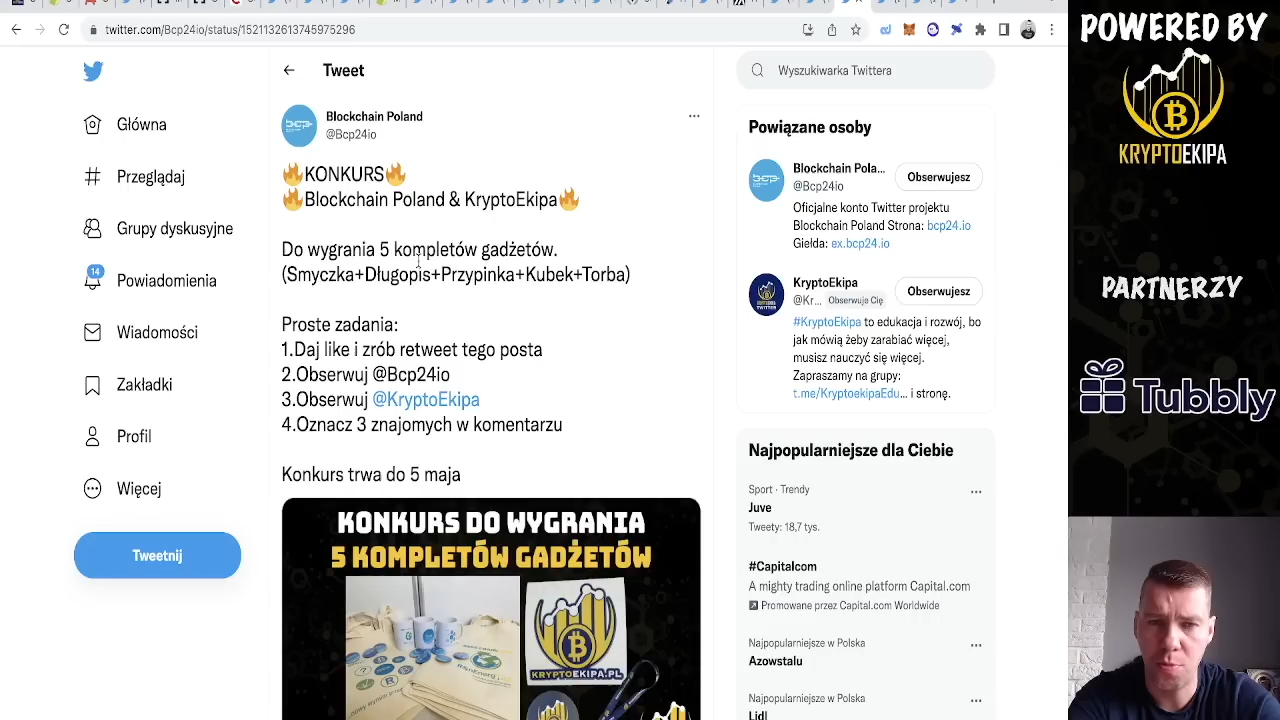 twitter.com/Bcp24io/status/1521132613745975296
Główna
Przeglądaj
Grupy dyskusyjne
14
Powiadomienia
Wiadomości
Zakładki
Profil
Więcej
Tweetnij
Tweet
Blockchain Poland
@Bcp24io
🔥KONKURS🔥
🔥Blockchain Poland & KryptoEkipa🔥
Do wygrania 5 kompletów gadżetów.
(Smyczka+Długopis+Przypinka+Kubek+Torba)
Proste zadania:
1.Daj like i zrób retweet tego posta
2.Obserwuj @Bcp24io
3.Obserwuj @KryptoEkipa
4.Oznacz 3 znajomych w komentarzu
Konkurs trwa do 5 maja
KONKURS DO WYGRANIA
5 KOMPLETÓW GADŻETÓW
KRYPTOEKIPA.PL
Wyszukiwarka Twittera
Powiązane osoby
Blockchain Pola...
@Bcp24io
Obserwujesz
Oficjalne konto Twitter projektu
Blockchain Poland Strona: bcp24.io
Giełda: ex.bcp24.io
KryptoEkipa
@Kr... Obserwuje Cię
Obserwujesz
#KryptoEkipa to edukacja i rozwój, bo
jak mówią żeby zarabiać więcej,
musisz nauczyć się więcej.
Zapraszamy na grupy:
t.me/KryptoekipaEdu... i stronę.
Najpopularniejsze dla Ciebie
Sport · Trendy
Juve
Tweety: 18,7 tys.
#Capitalcom
A mighty trading online platform Capital.com
Promowane przez Capital.com Worldwide
Najpopularniejsze w Polska
Azowstalu
Najpopularniejsze w Polska
Lidl
POWERED BY
KRYPTOEKIPA
PARTNERZY
Tubbly